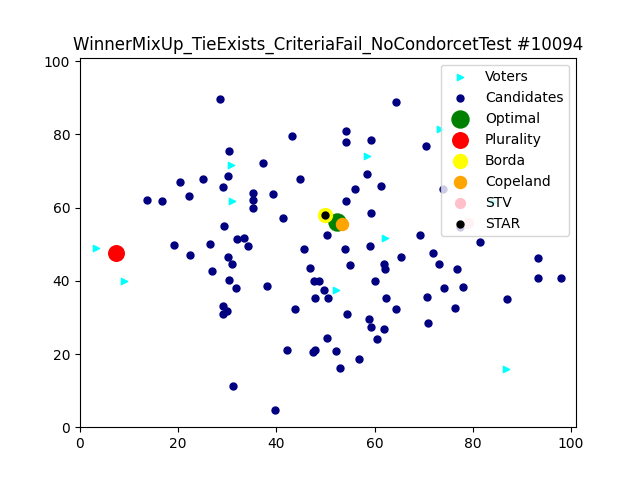 WinnerMixUp_TieExists_CriteriaFail_NoCondorcetTest #10094
100
80
60
40
20
0
0 20 40 60 80 100
Voters
Candidates
Optimal
Plurality
Borda
Copeland
STV
STAR